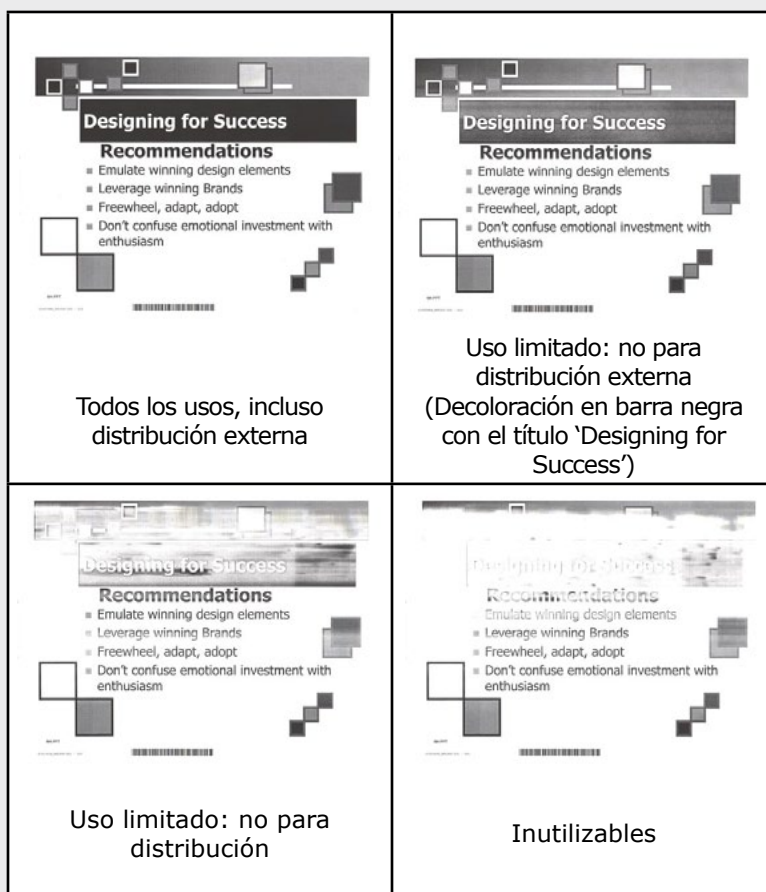 Designing for Success
Recommendations
Emulate winning design elements
Leverage winning Brands
Freewheel, adapt, adopt
Don't confuse emotional investment with
enthusiasm
Todos los usos, incluso
distribución externa
Designing for Success
Recommendations
Emulate winning design elements
Leverage winning Brands
Freewheel, adapt, adopt
Don't confuse emotional investment with
enthusiasm
Uso limitado: no para
distribución externa
(Decoloración en barra negra
con el título ‘Designing for
Success’)
Designing for Success
Recommendations
Emulate winning design elements
Leverage winning Brands
Freewheel, adapt, adopt
Don't confuse emotional investment with
enthusiasm
Uso limitado: no para
distribución
Designing for Success
Recommendations
Emulate winning design elements
Leverage winning Brands
Freewheel, adapt, adopt
Don't confuse emotional investment with
enthusiasm
Inutilizables